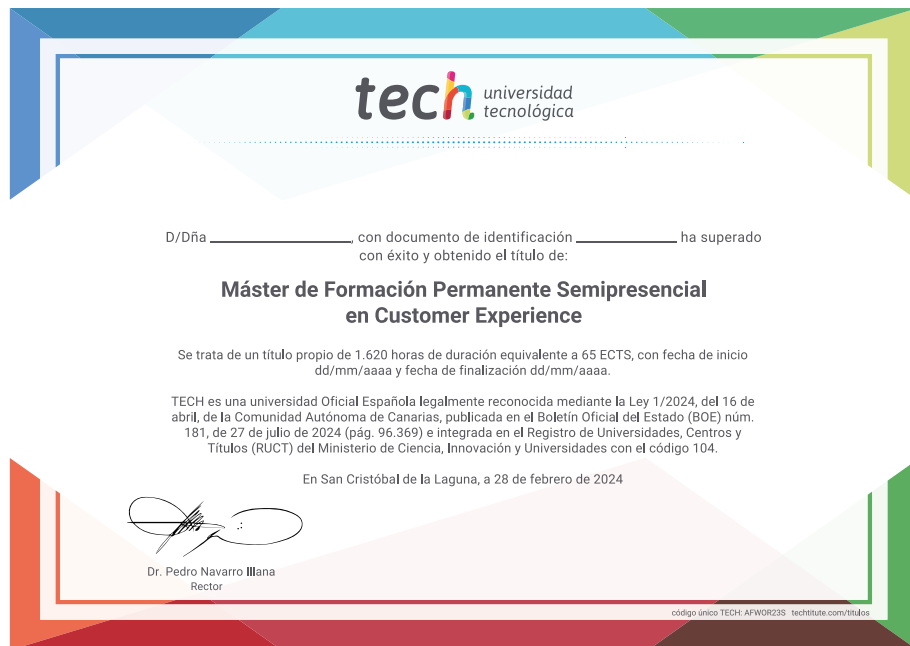 tech universidad
tecnológica
D/Dña ____________________, con documento de identificación ______________ ha superado
con éxito y obtenido el título de:
Máster de Formación Permanente Semipresencial
en Customer Experience
Se trata de un título propio de 1.620 horas de duración equivalente a 65 ECTS, con fecha de inicio
dd/mm/aaaa y fecha de finalización dd/mm/aaaa.
TECH es una universidad Oficial Española legalmente reconocida mediante la Ley 1/2024, del 16 de
abril, de la Comunidad Autónoma de Canarias, publicada en el Boletín Oficial del Estado (BOE) núm.
181, de 27 de julio de 2024 (pág. 96.369) e integrada en el Registro de Universidades, Centros y
Títulos (RUCT) del Ministerio de Ciencia, Innovación y Universidades con el código 104.
En San Cristóbal de la Laguna, a 28 de febrero de 2024
Dr. Pedro Navarro Illana
Rector
código único TECH: AFWOR23S techtitute.com/titulos